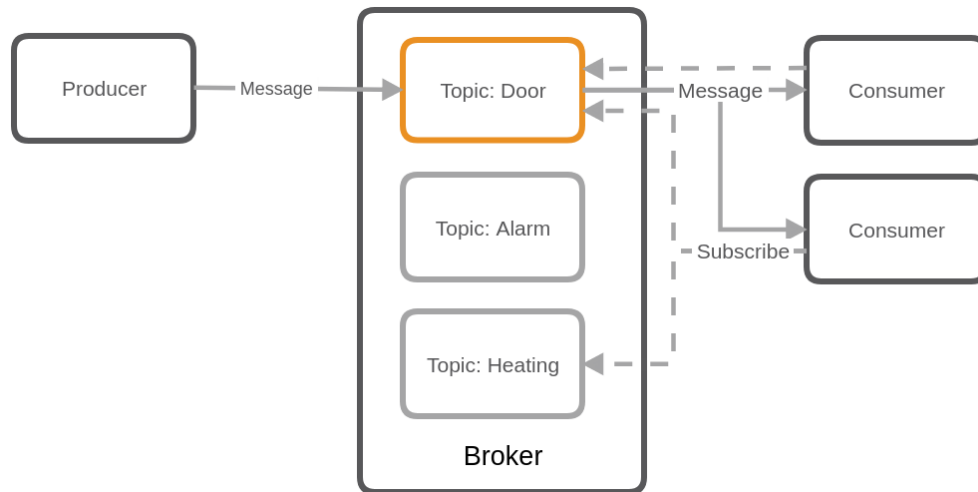 Producer
Message
Topic: Door
Message
Consumer
Topic: Alarm
Consumer
Subscribe
Topic: Heating
Broker